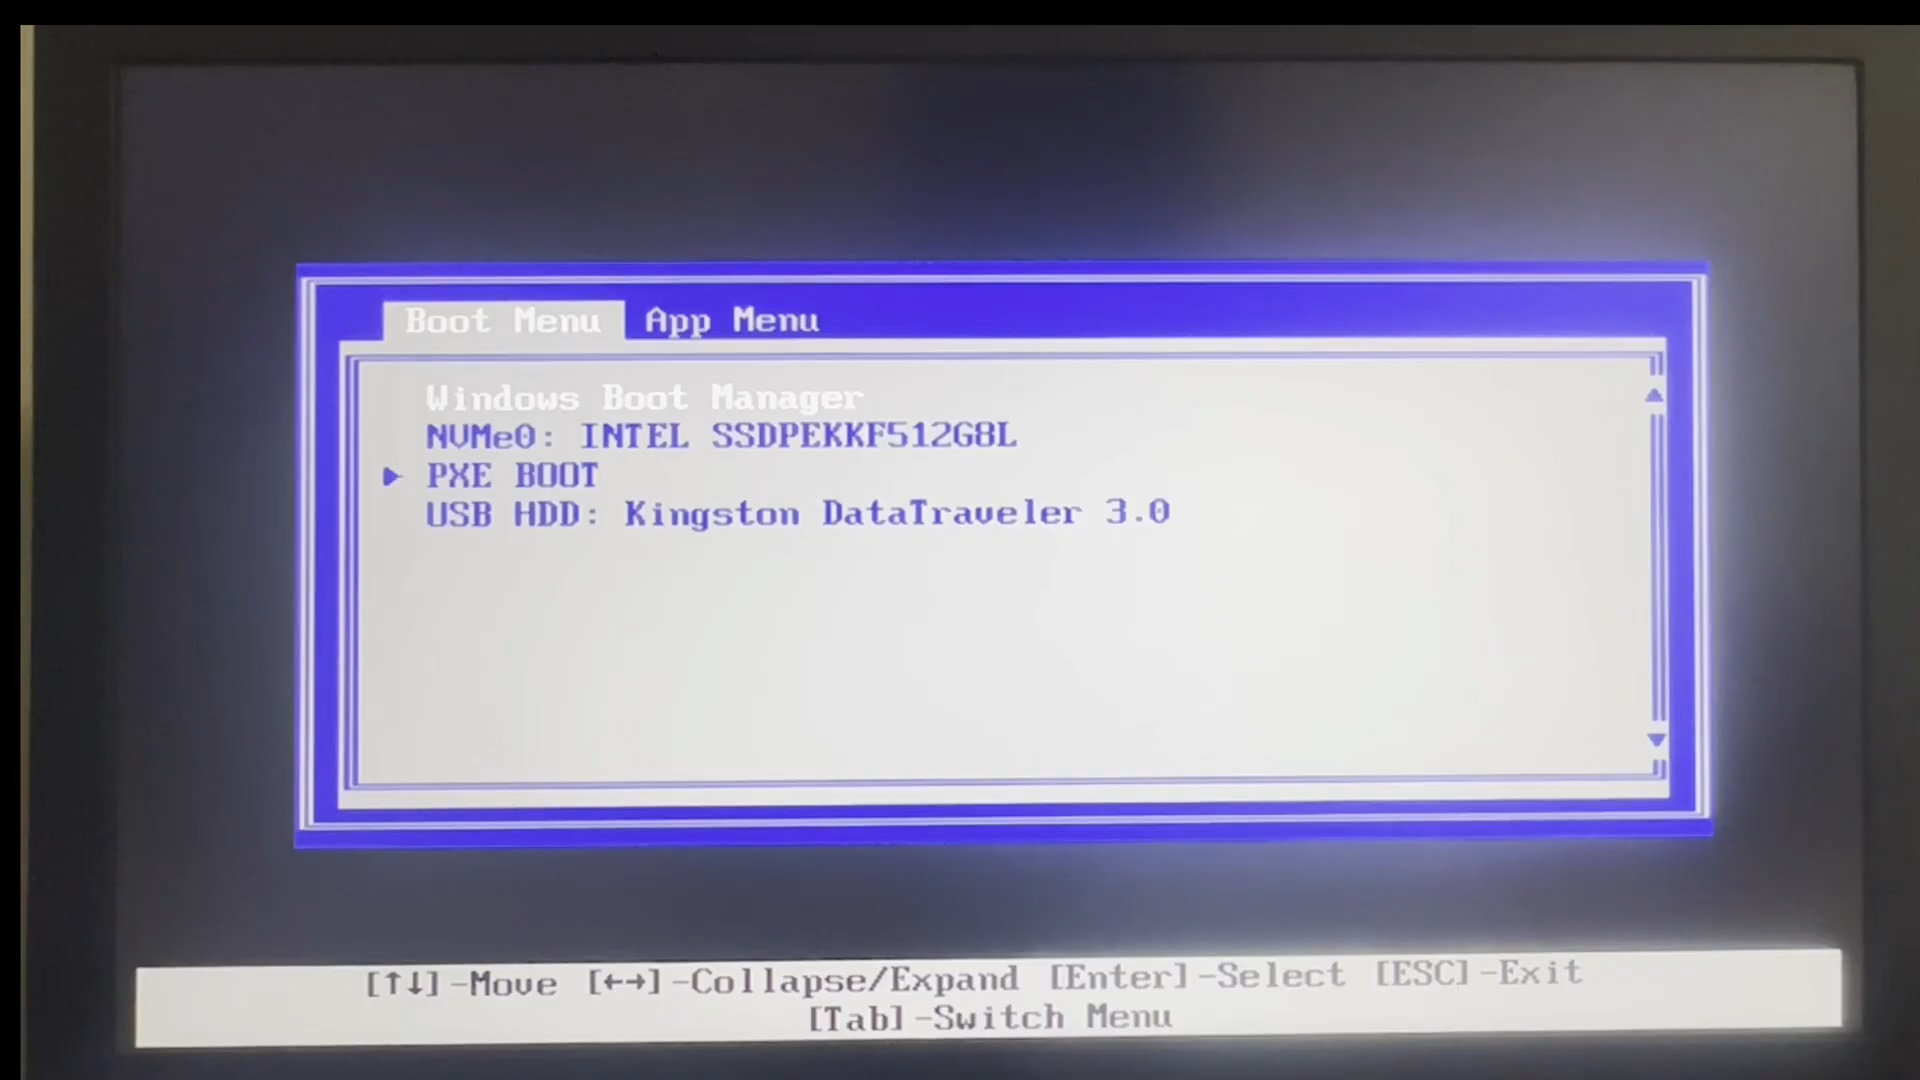 Boot Menu App Menu
Windows Boot Manager
NVMe0: INTEL SSDPEKKF512G8L
PXE BOOT
USB HDD: Kingston DataTraveler 3.0
[↑↓]-Move [←→]-Collapse/Expand [Enter]-Select [ESC]-Exit
[Tab]-Switch Menu